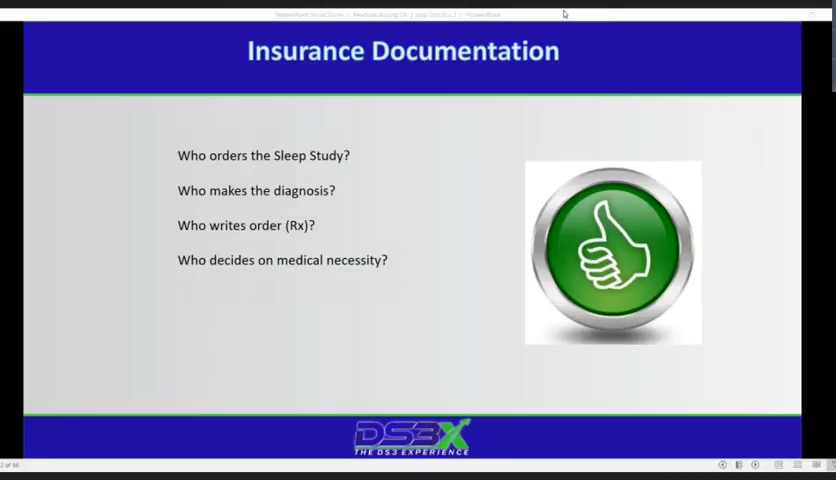 Insurance Documentation
Who orders the Sleep Study?
Who makes the diagnosis?
Who writes order (Rx)?
Who decides on medical necessity?
DS3X
THE DS3 EXPERIENCE